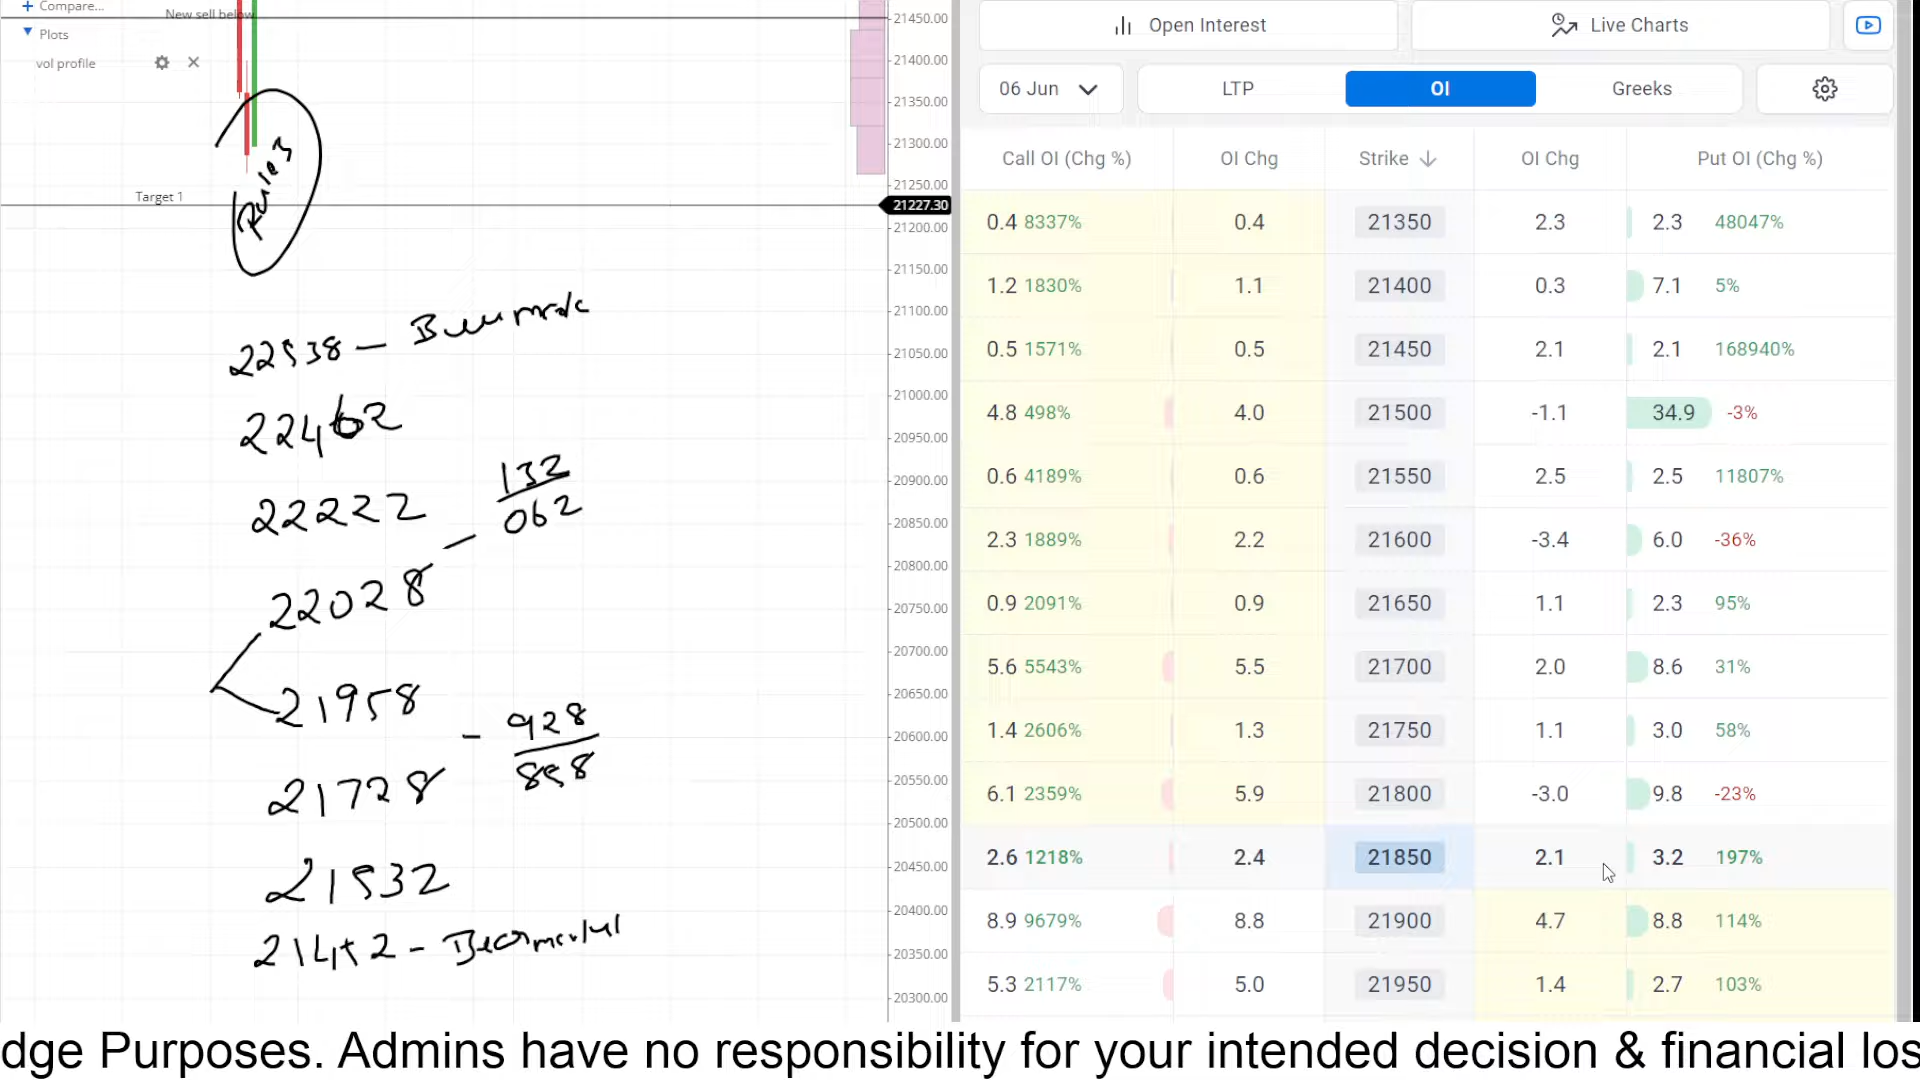 Compare...
New sell below
Plots
vol profile
Target 1
Rule 3
22538 -
22462
22222 - 132
062
22028
21958 - 928
858
21728
21532
21452 -
21450.00
21400.00
21350.00
21300.00
21250.00
21227.30
21200.00
21150.00
21100.00
21050.00
21000.00
20950.00
20900.00
20850.00
20800.00
20750.00
20700.00
20650.00
20600.00
20550.00
20500.00
20450.00
20400.00
20350.00
20300.00
Open Interest Live Charts
06 Jun LTP OI Greeks
Call OI (Chg %) OI Chg Strike OI Chg Put OI (Chg %)
0.4 8337% 0.4 21350 2.3 2.3 48047%
1.2 1830% 1.1 21400 0.3 7.1 5%
0.5 1571% 0.5 21450 2.1 2.1 168940%
4.8 498% 4.0 21500 -1.1 34.9 -3%
0.6 4189% 0.6 21550 2.5 2.5 11807%
2.3 1889% 2.2 21600 -3.4 6.0 -36%
0.9 2091% 0.9 21650 1.1 2.3 95%
5.6 5543% 5.5 21700 2.0 8.6 31%
1.4 2606% 1.3 21750 1.1 3.0 58%
6.1 2359% 5.9 21800 -3.0 9.8 -23%
2.6 1218% 2.4 21850 2.1 3.2 197%
8.9 9679% 8.8 21900 4.7 8.8 114%
5.3 2117% 5.0 21950 1.4 2.7 103%
dge Purposes. Admins have no responsibility for your intended decision & financial los